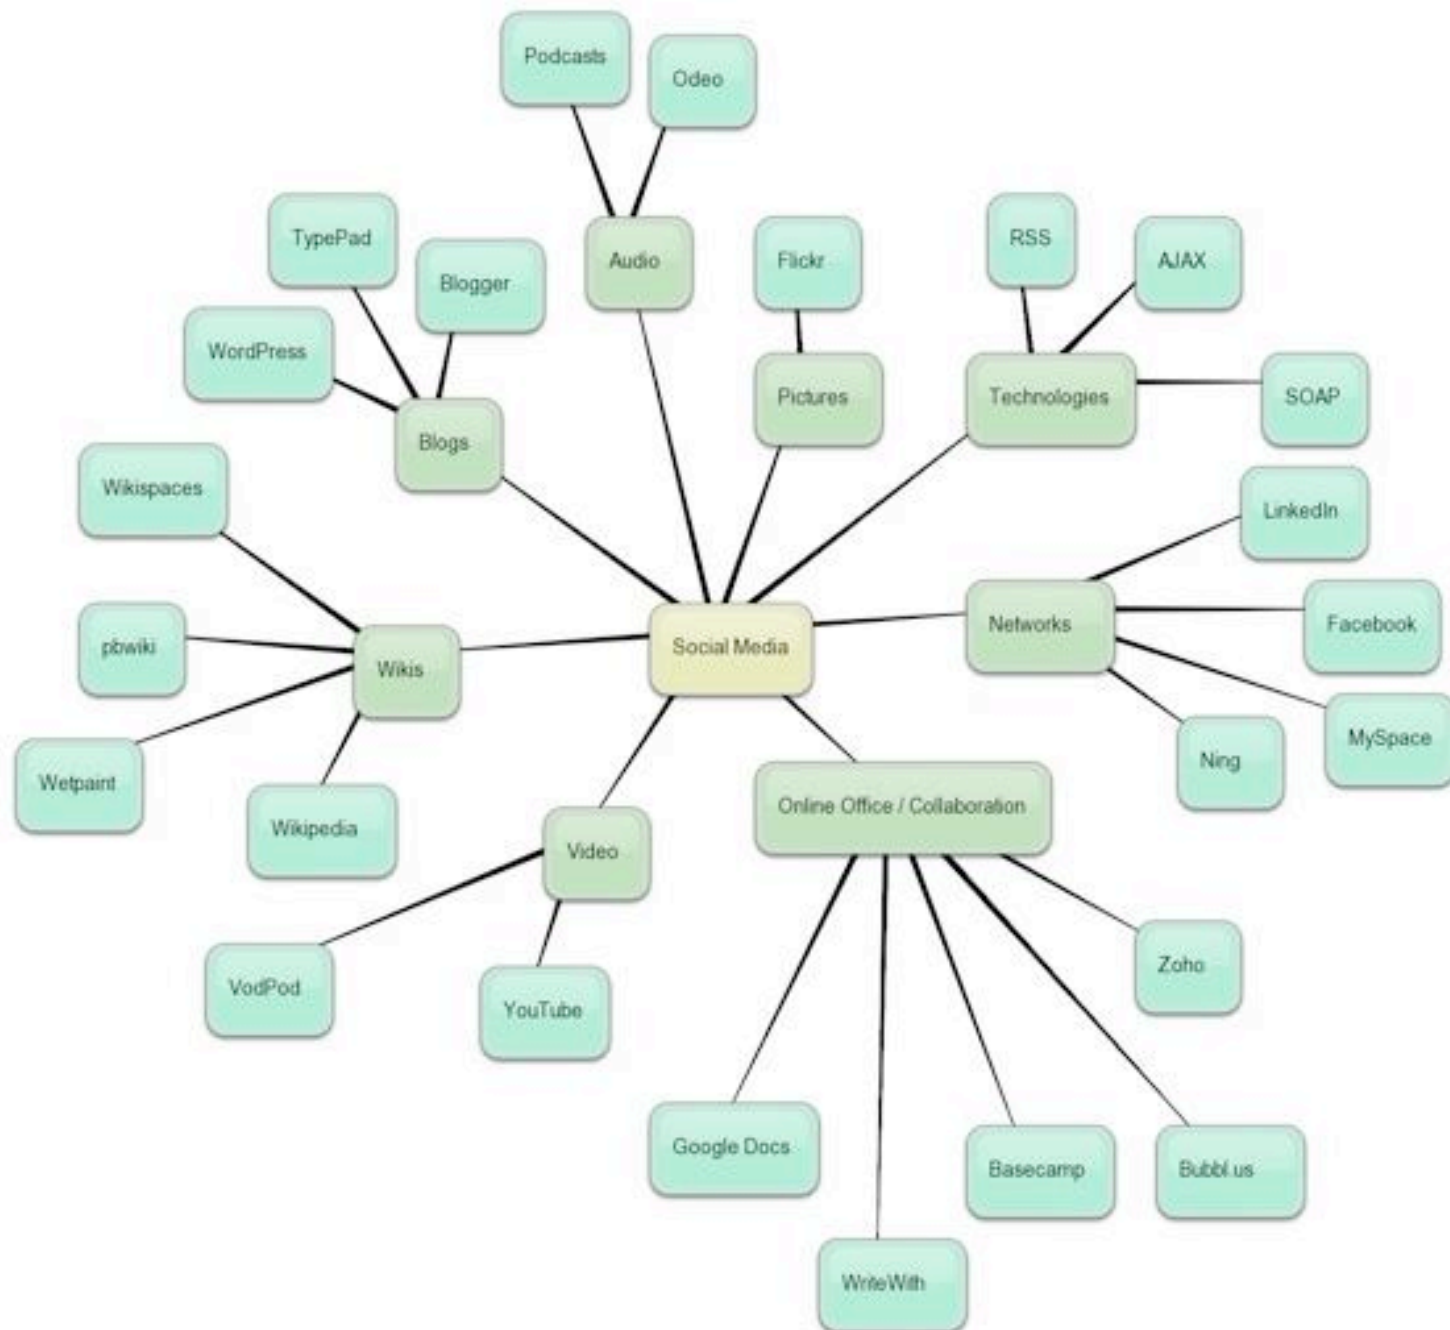 Podcasts
Odeo
TypePad
Blogger
Audio
Flickr
RSS
AJAX
WordPress
Blogs
Pictures
Technologies
SOAP
Wikispaces
LinkedIn
pbwiki
Wikis
Social Media
Networks
Facebook
Wetpaint
Wikipedia
Video
Online Office / Collaboration
Ning
MySpace
VodPod
YouTube
Zoho
Google Docs
Basecamp
Bubbl.us
WriteWith